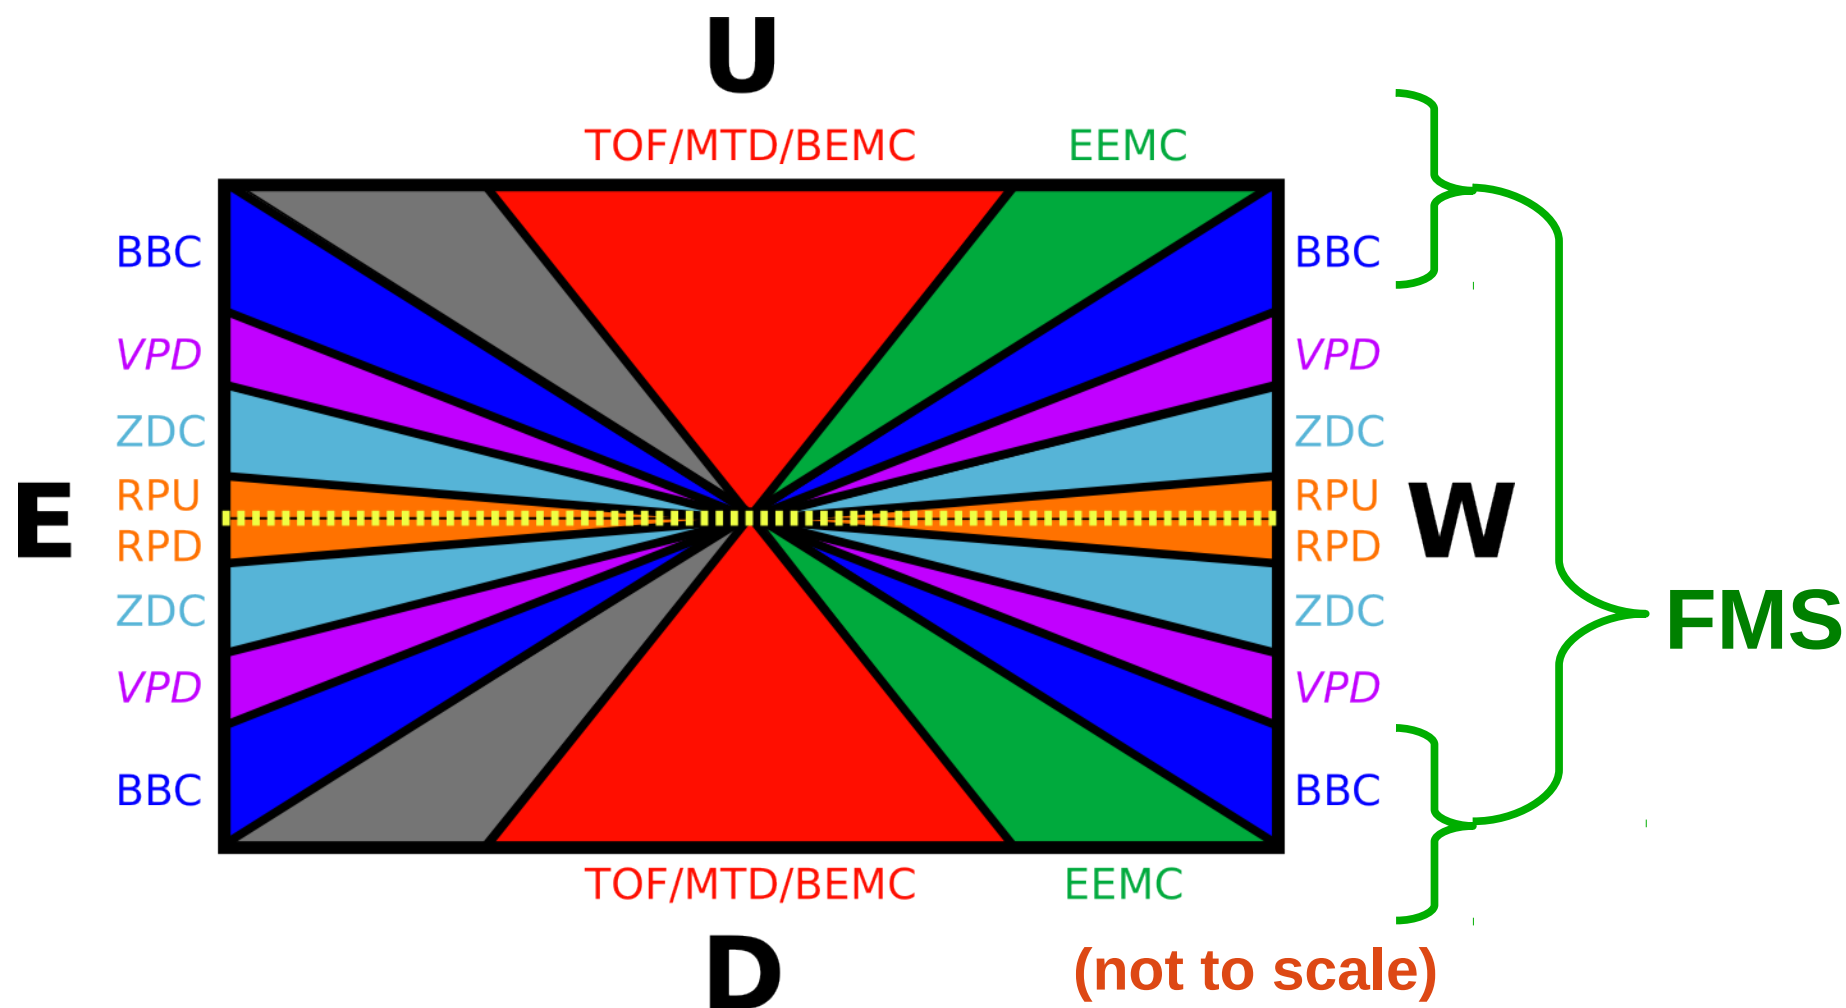 U
TOF/MTD/BEMC EEMC
BBC BBC
VPD VPD
ZDC ZDC
RPU RPU
E W
RPD RPD
ZDC ZDC
FMS
VPD VPD
BBC BBC
TOF/MTD/BEMC EEMC
D
(not to scale)